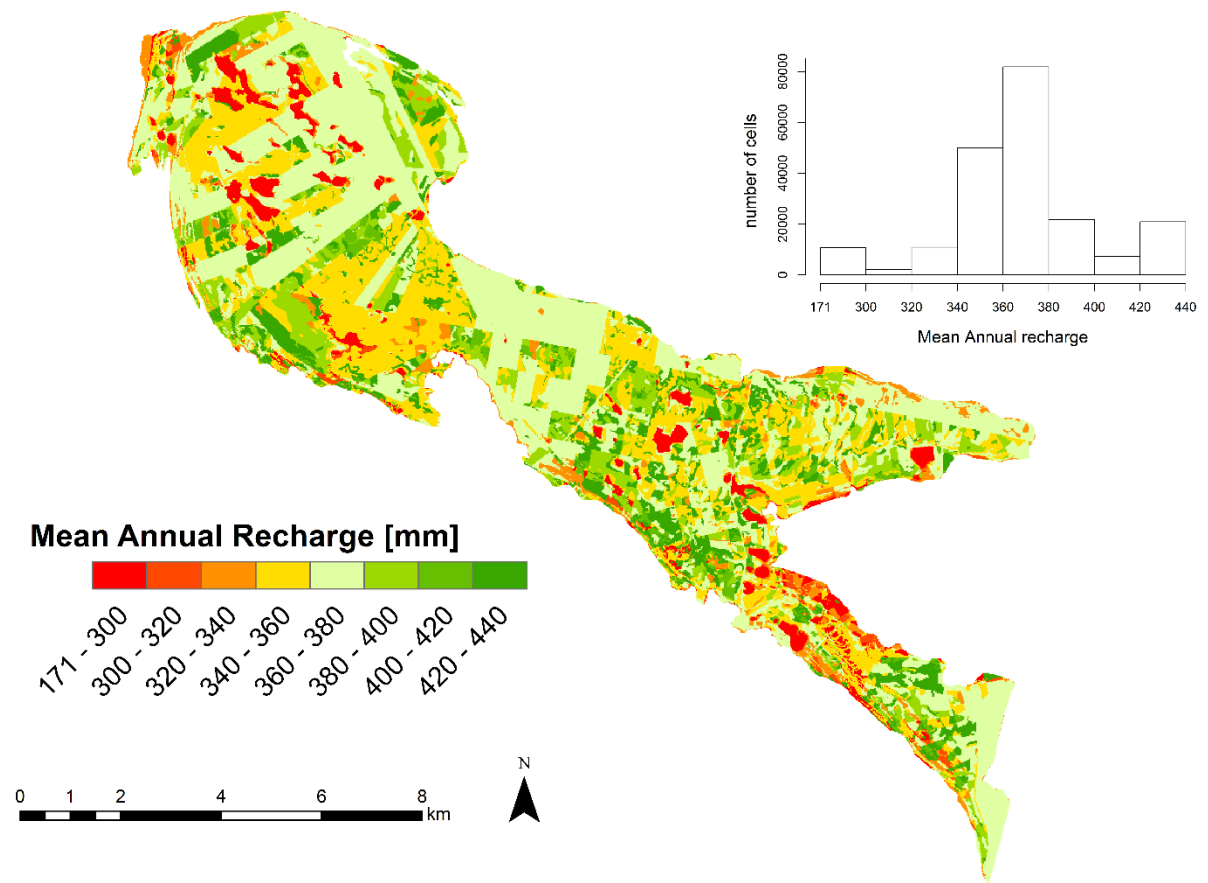 80000
60000
40000
20000
0
number of cells
171 300 320 340 360 380 400 420 440
Mean Annual recharge
Mean Annual Recharge [mm]
171 - 300
300 - 320
320 - 340
340 - 360
360 - 380
380 - 400
400 - 420
420 - 440
N
0 1 2 4 6 8
km